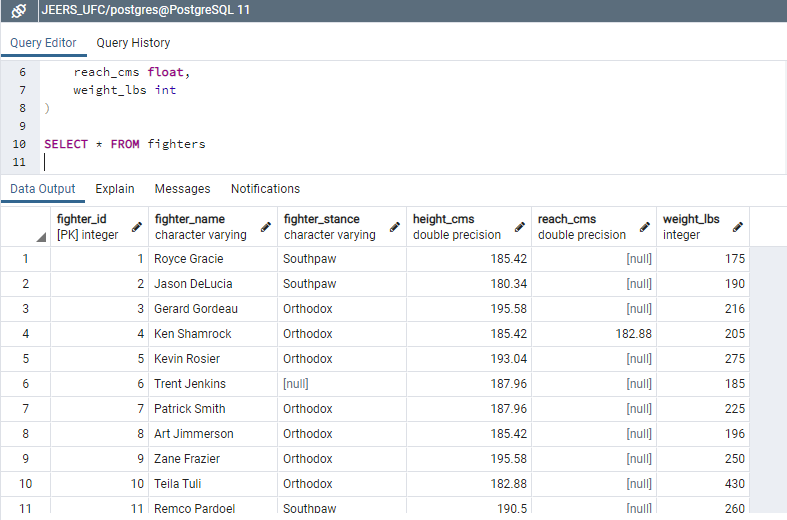 JEERS_UFC/postgres@PostgreSQL 11
Query Editor Query History
6 reach_cms float,
7 weight_lbs int
8 )
9
10 SELECT * FROM fighters
11
Data Output Explain Messages Notifications
fighter_id fighter_name fighter_stance height_cms reach_cms weight_lbs
[PK] integer character varying character varying double precision double precision integer
1 1 Royce Gracie Southpaw 185.42 [null] 175
2 2 Jason DeLucia Southpaw 180.34 [null] 190
3 3 Gerard Gordeau Orthodox 195.58 [null] 216
4 4 Ken Shamrock Orthodox 185.42 182.88 205
5 5 Kevin Rosier Orthodox 193.04 [null] 275
6 6 Trent Jenkins [null] 187.96 [null] 185
7 7 Patrick Smith Orthodox 187.96 [null] 225
8 8 Art Jimmerson Orthodox 185.42 [null] 196
9 9 Zane Frazier Orthodox 195.58 [null] 250
10 10 Teila Tuli Orthodox 182.88 [null] 430
11 11 Remco Pardoel Southpaw 190.5 [null] 260